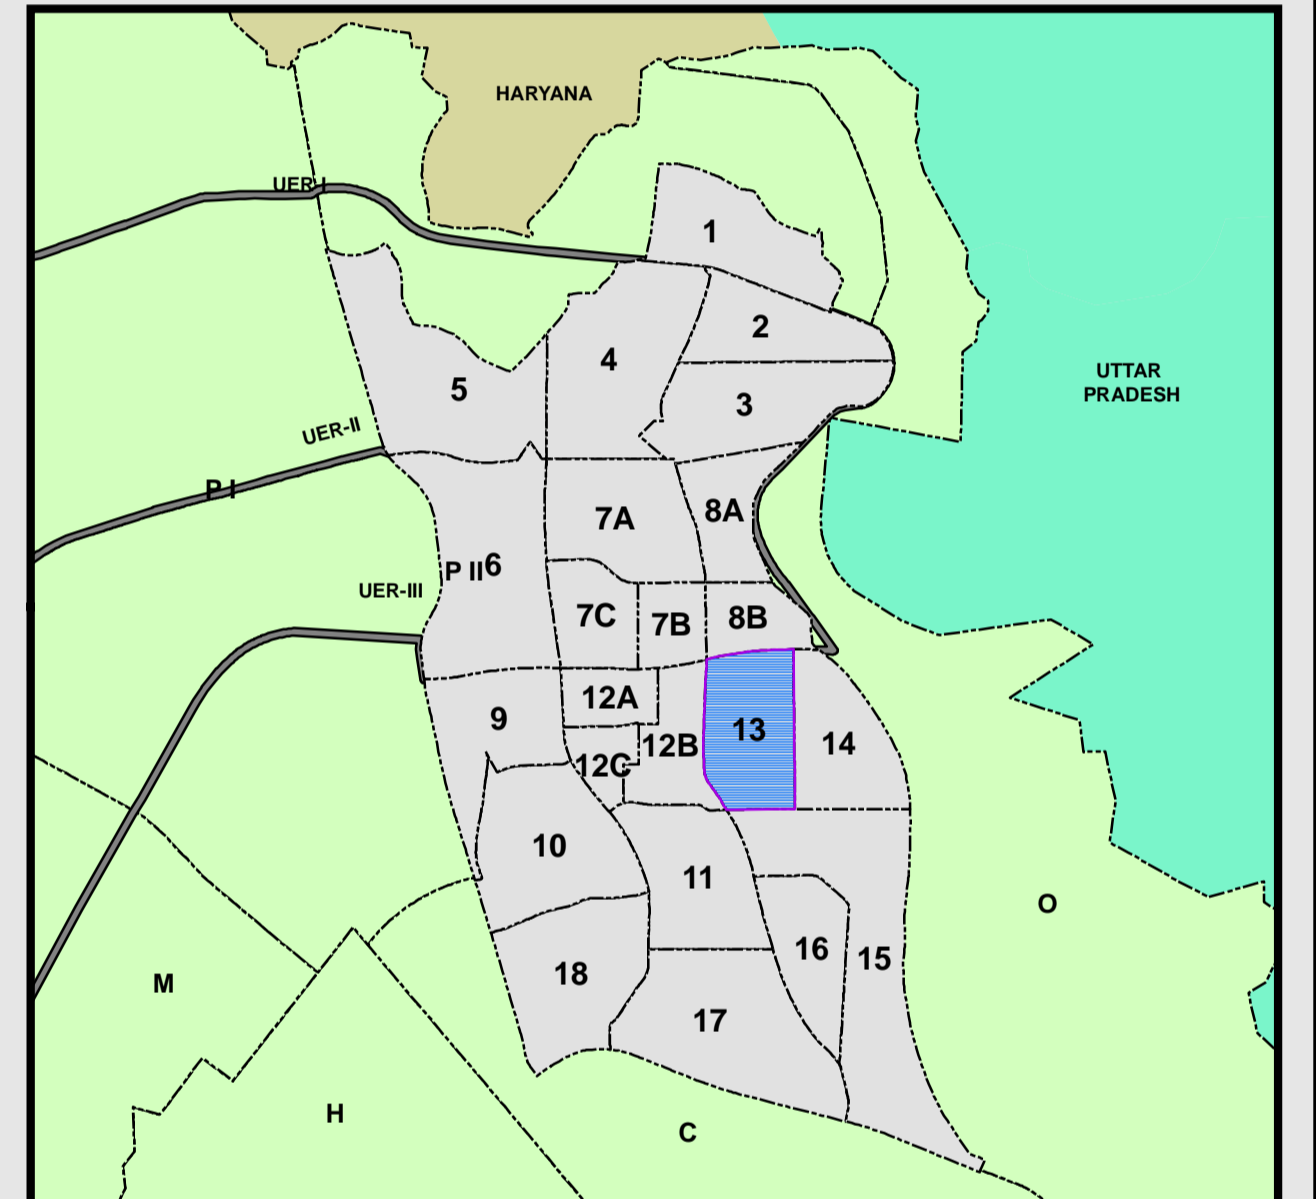 HARYANA
UER-I
1
2
UTTAR
PRADESH
4
5
3
UER-II
P I
8A
7A
P II
6
UER-III
7C
7B
8B
12A
9
13
14
12B
12C
10
11
O
16
15
18
M
17
H
C